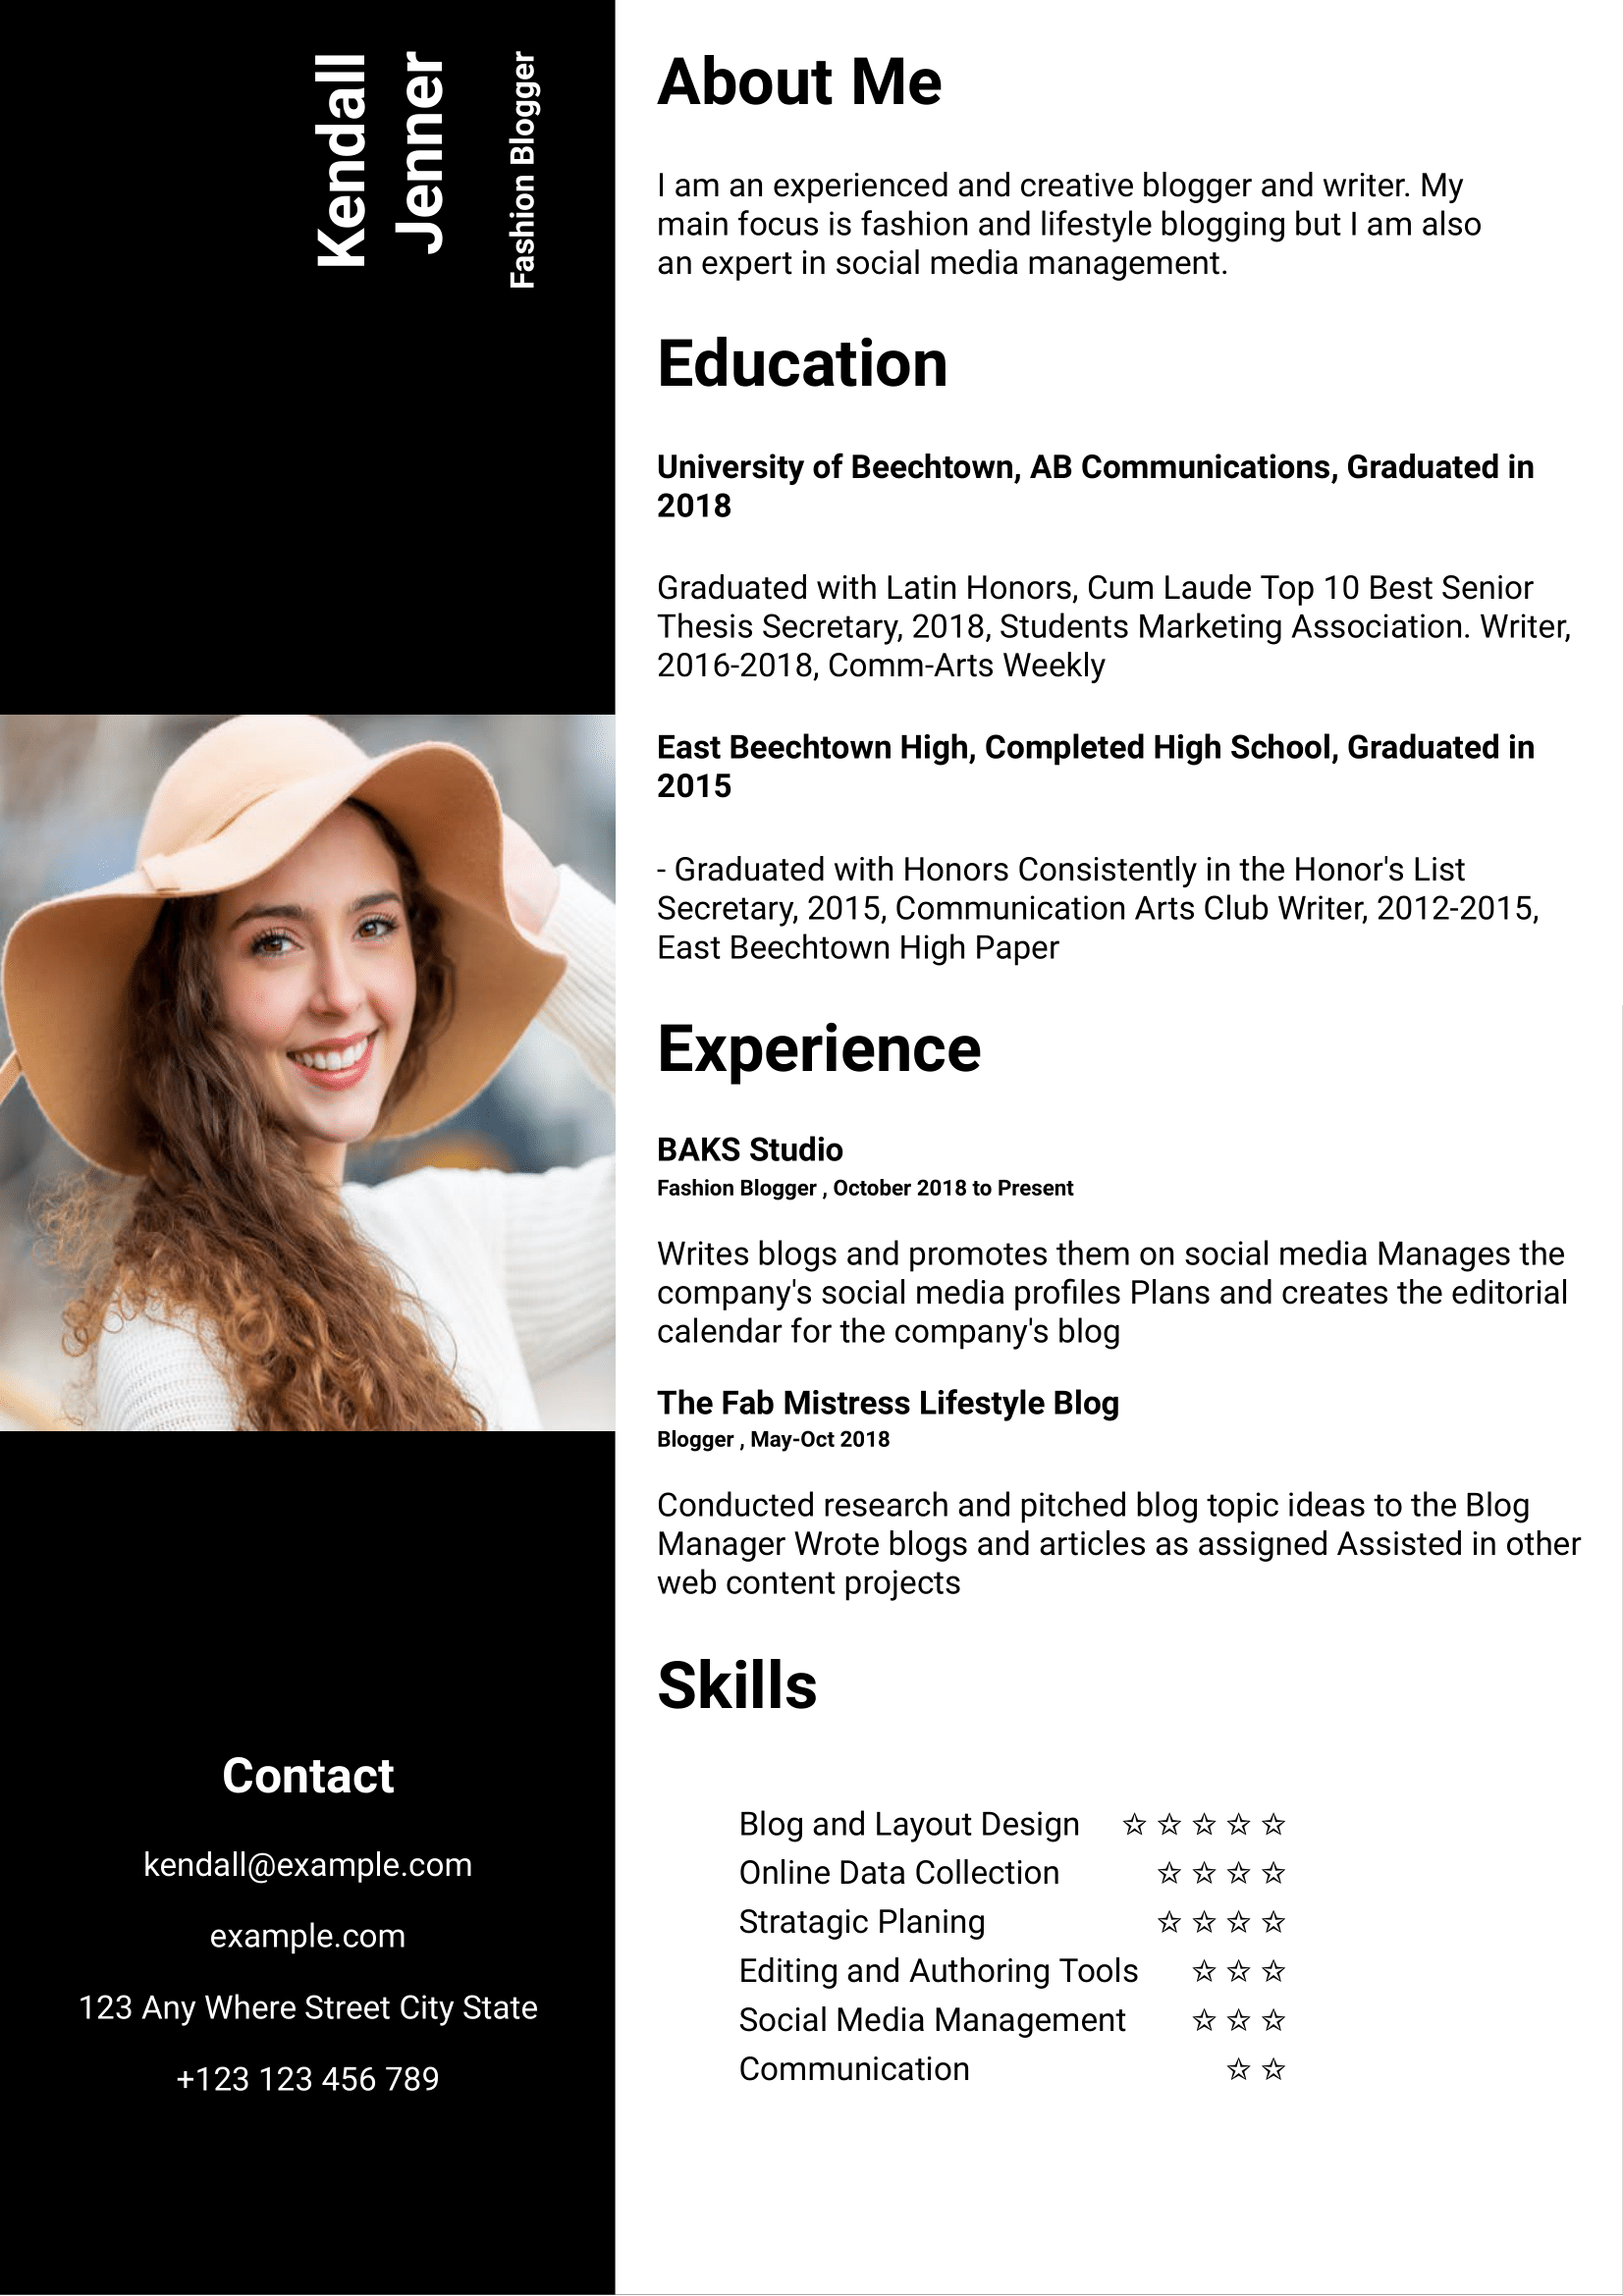 Kendall
Jenner
Fashion Blogger
About Me
I am an experienced and creative blogger and writer. My
main focus is fashion and lifestyle blogging but I am also
an expert in social media management.
Education
University of Beechtown, AB Communications, Graduated in
2018
Graduated with Latin Honors, Cum Laude Top 10 Best Senior
Thesis Secretary, 2018, Students Marketing Association. Writer,
2016-2018, Comm-Arts Weekly
East Beechtown High, Completed High School, Graduated in
2015
- Graduated with Honors Consistently in the Honor's List
Secretary, 2015, Communication Arts Club Writer, 2012-2015,
East Beechtown High Paper
Experience
BAKS Studio
Fashion Blogger , October 2018 to Present
Writes blogs and promotes them on social media Manages the
company's social media profiles Plans and creates the editorial
calendar for the company's blog
The Fab Mistress Lifestyle Blog
Blogger , May-Oct 2018
Conducted research and pitched blog topic ideas to the Blog
Manager Wrote blogs and articles as assigned Assisted in other
web content projects
Skills
Blog and Layout Design ☆ ☆ ☆ ☆ ☆
Online Data Collection ☆ ☆ ☆ ☆
Stratagic Planing ☆ ☆ ☆ ☆
Editing and Authoring Tools ☆ ☆ ☆
Social Media Management ☆ ☆ ☆
Communication ☆ ☆
Contact
kendall@example.com
example.com
123 Any Where Street City State
+123 123 456 789